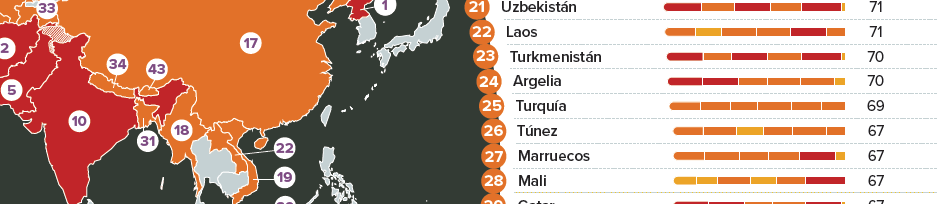 33
1
2
17
34
43
5
10
31
18
22
19
21 Uzbekistán 71
22 Laos 71
23 Turkmenistán 70
24 Argelia 70
25 Turquía 69
26 Túnez 67
27 Marruecos 67
28 Mali 67